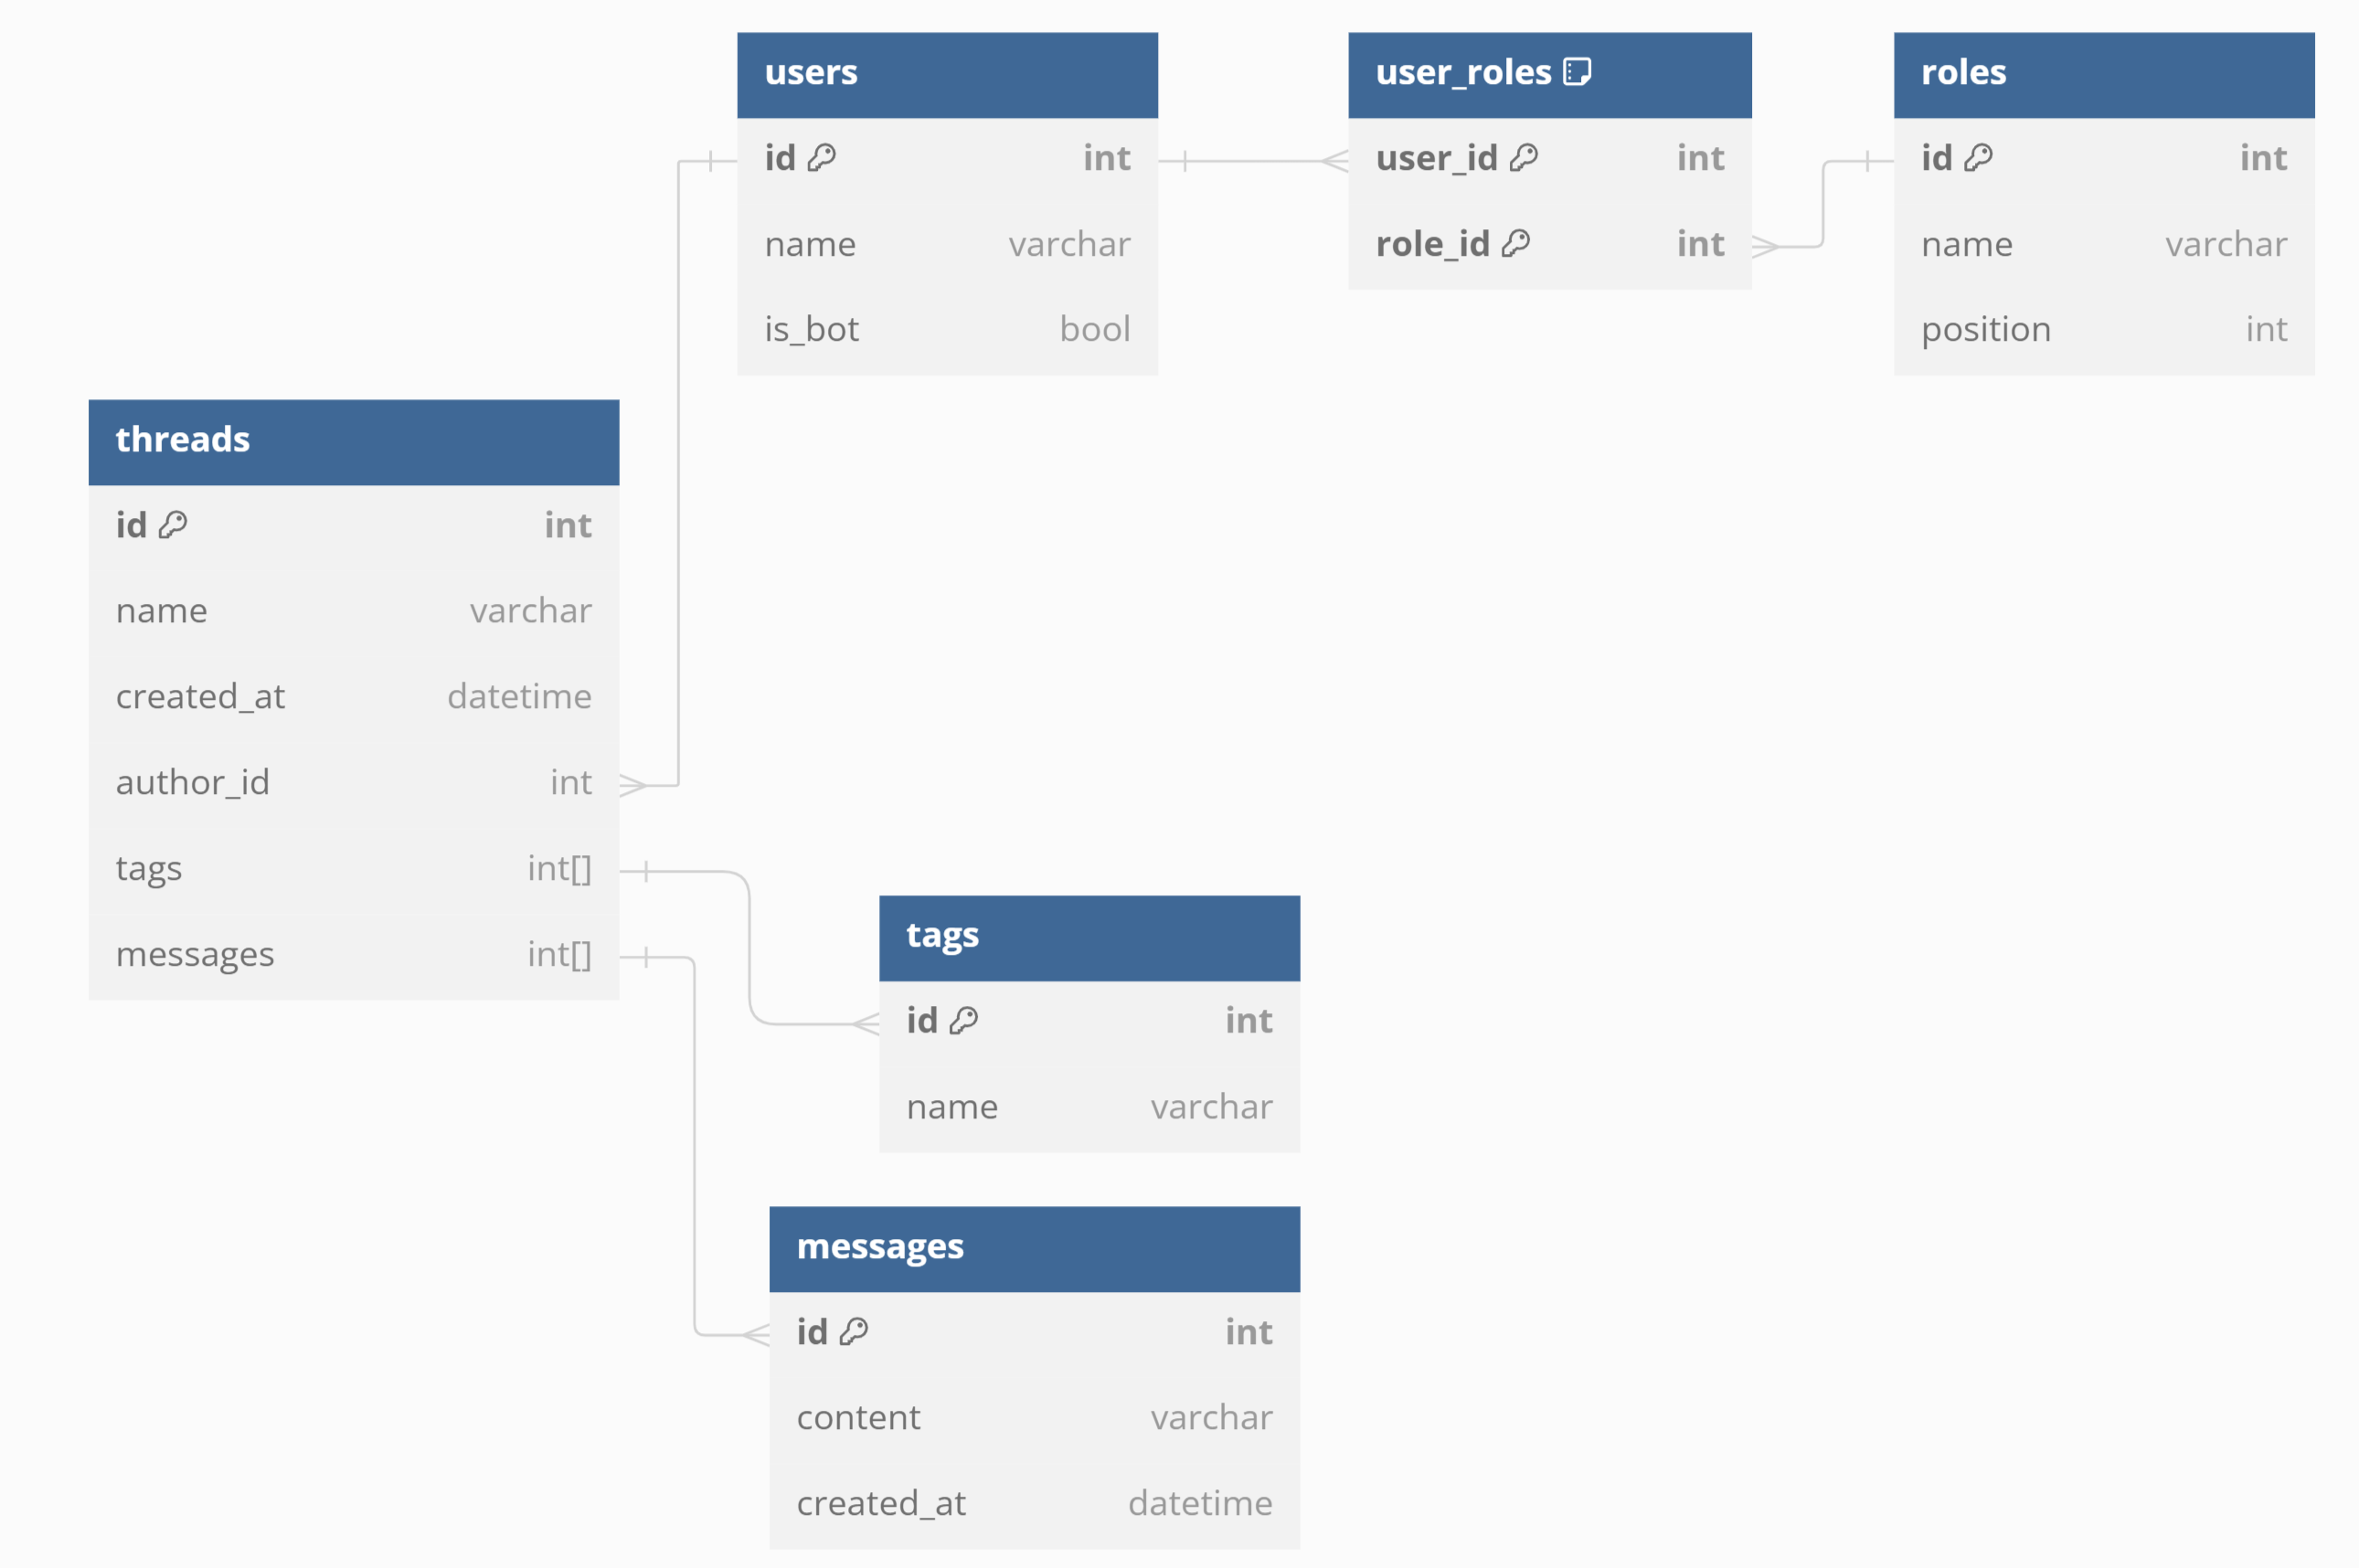 users
id int
name varchar
is_bot bool
user_roles
user_id int
role_id int
roles
id int
name varchar
position int
threads
id int
name varchar
created_at datetime
author_id int
tags int[]
messages int[]
tags
id int
name varchar
messages
id int
content varchar
created_at datetime